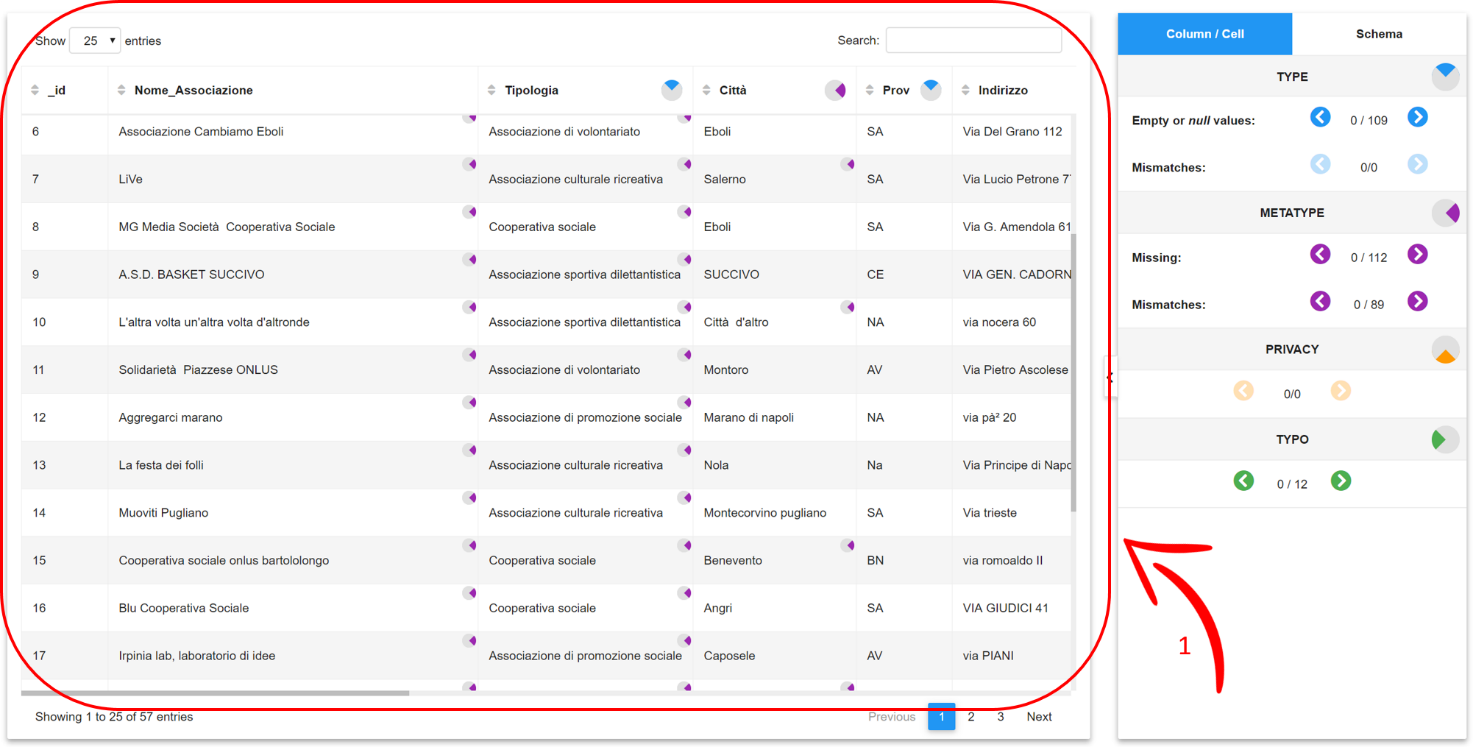 Show 25 entries Search:
_id Nome_Associazione Tipologia Città Prov Indirizzo
6 Associazione Cambiamo Eboli Associazione di volontariato Eboli SA Via Del Grano 112
7 LiVe Associazione culturale ricreativa Salerno SA Via Lucio Petrone 7
8 MG Media Società Cooperativa Sociale Cooperativa sociale Eboli SA Via G. Amendola 61
9 A.S.D. BASKET SUCCIVO Associazione sportiva dilettantistica SUCCIVO CE VIA GEN. CADORN
10 L'altra volta un'altra volta d'altronde Associazione sportiva dilettantistica Città d'altro NA via nocera 60
11 Solidarietà Piazzese ONLUS Associazione di volontariato Montoro AV Via Pietro Ascolese
12 Aggregarci marano Associazione di promozione sociale Marano di napoli NA via pà² 20
13 La festa dei folli Associazione culturale ricreativa Nola Na Via Principe di Napo
14 Muoviti Pugliano Associazione culturale ricreativa Montecorvino pugliano SA Via trieste
15 Cooperativa sociale onlus bartololongo Cooperativa sociale Benevento BN via romoaldo II
16 Blu Cooperativa Sociale Cooperativa sociale Angri SA VIA GIUDICI 41
17 Irpinia lab, laboratorio di idee Associazione di promozione sociale Caposele AV via PIANI
Showing 1 to 25 of 57 entries Previous 1 2 3 Next
Column / Cell Schema
TYPE
Empty or null values: 0 / 109
Mismatches: 0/0
METATYPE
Missing: 0 / 112
Mismatches: 0 / 89
PRIVACY
0/0
TYPO
0 / 12
1